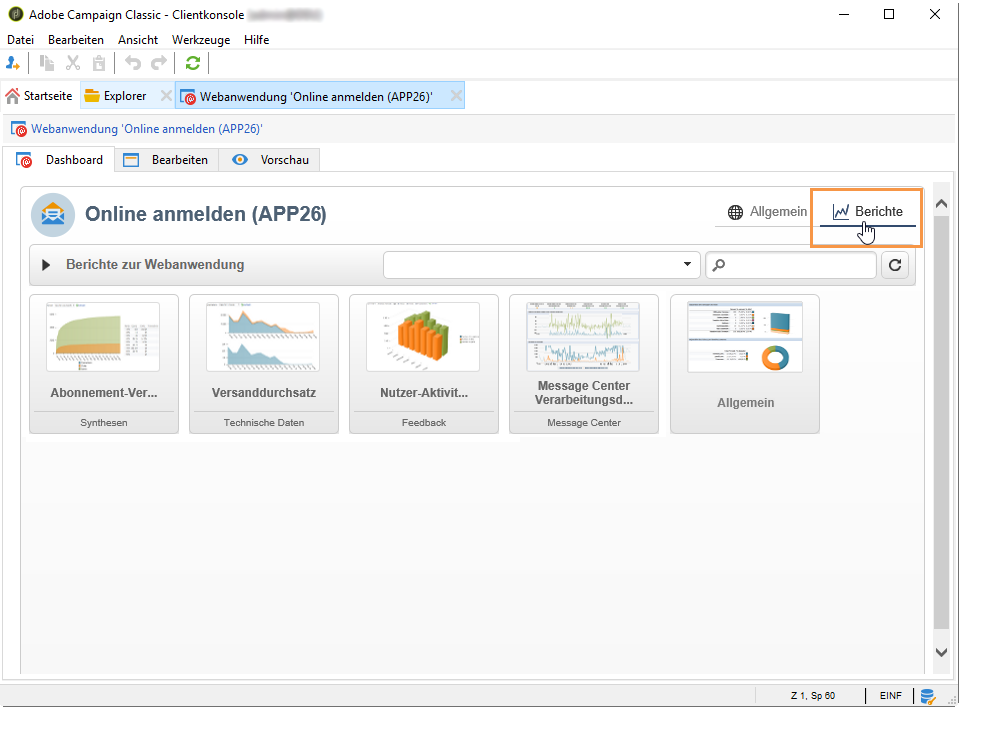 Adobe Campaign Classic - Clientkonsole
Datei Bearbeiten Ansicht Werkzeuge Hilfe
Startseite Explorer Webanwendung 'Online anmelden (APP26)'
Webanwendung 'Online anmelden (APP26)'
Dashboard Bearbeiten Vorschau
Online anmelden (APP26) Allgemein Berichte
Berichte zur Webanwendung
Abonnement-Ver...
Synthesen
Versanddurchsatz
Technische Daten
Nutzer-Aktivit...
Feedback
Message Center
Verarbeitungsd...
Message Center
Allgemein
Z 1, Sp 60 EINF